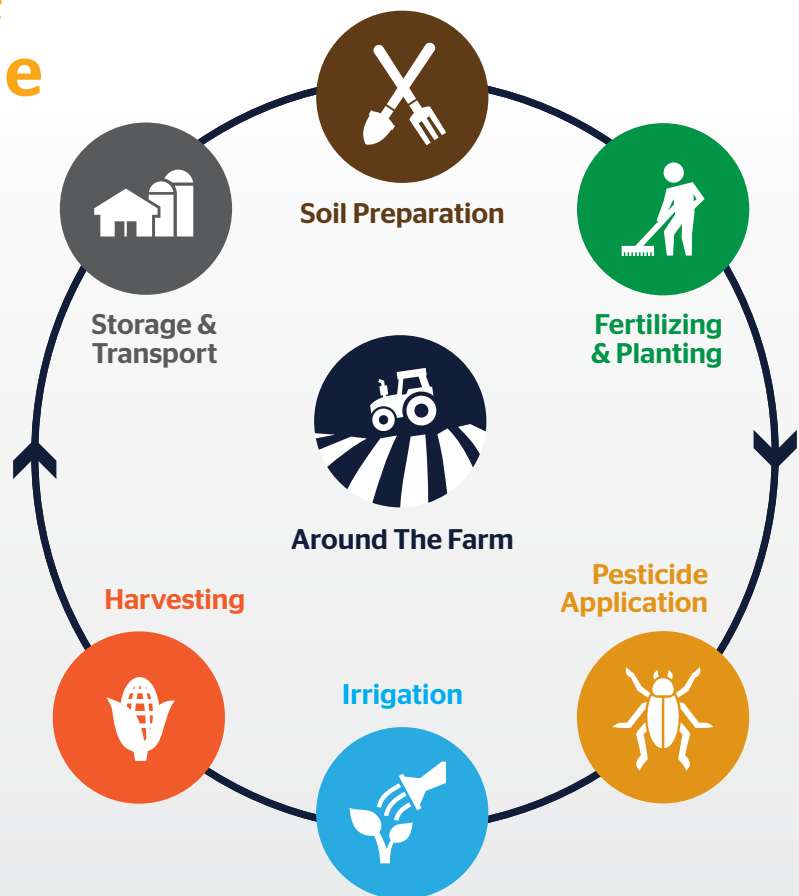 e
Soil Preparation
Storage &
Transport
Fertilizing
& Planting
Around The Farm
Harvesting
Pesticide
Application
Irrigation